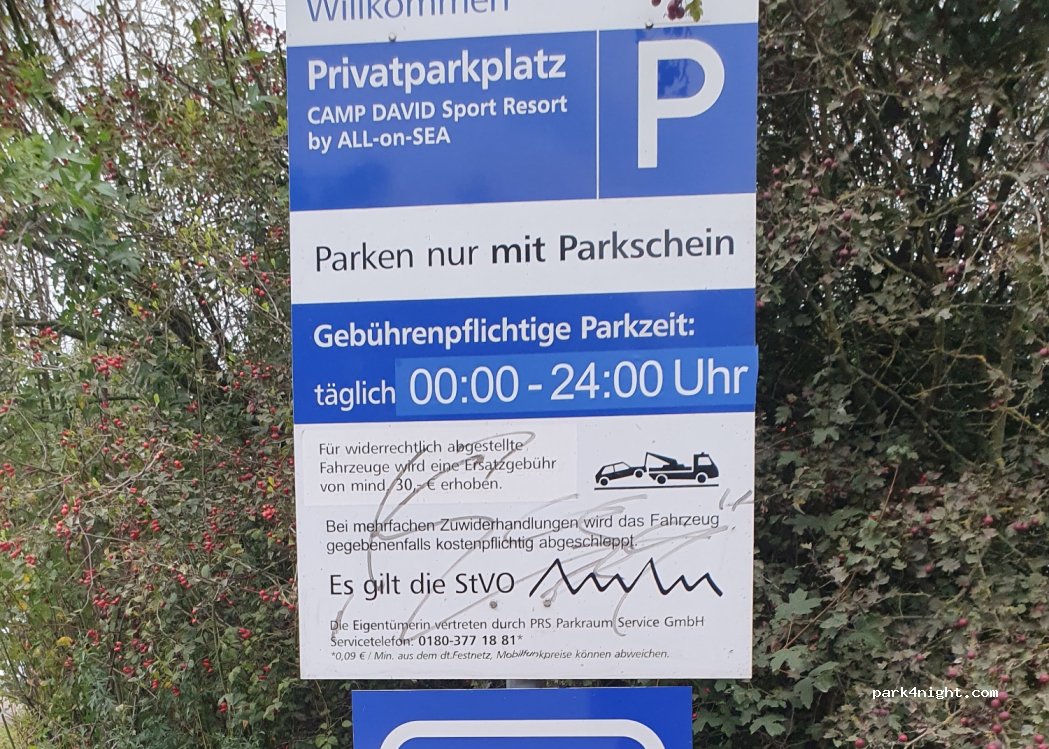 Willkommen
Privatparkplatz
CAMP DAVID Sport Resort
by ALL-on-SEA
P
Parken nur mit Parkschein
Gebührenpflichtige Parkzeit:
täglich 00:00 - 24:00 Uhr
Für widerrechtlich abgestellte
Fahrzeuge wird eine Ersatzgebühr
von mind. 30,- € erhoben.
Bei mehrfachen Zuwiderhandlungen wird das Fahrzeug
gegebenenfalls kostenpflichtig abgeschleppt.
Es gilt die StVO
Die Eigentümerin vertreten durch PRS Parkraum Service GmbH
Servicetelefon: 0180-377 18 81*
*0,09 € / Min. aus dem dt.Festnetz, Mobilfunkpreise können abweichen.
park4night.com